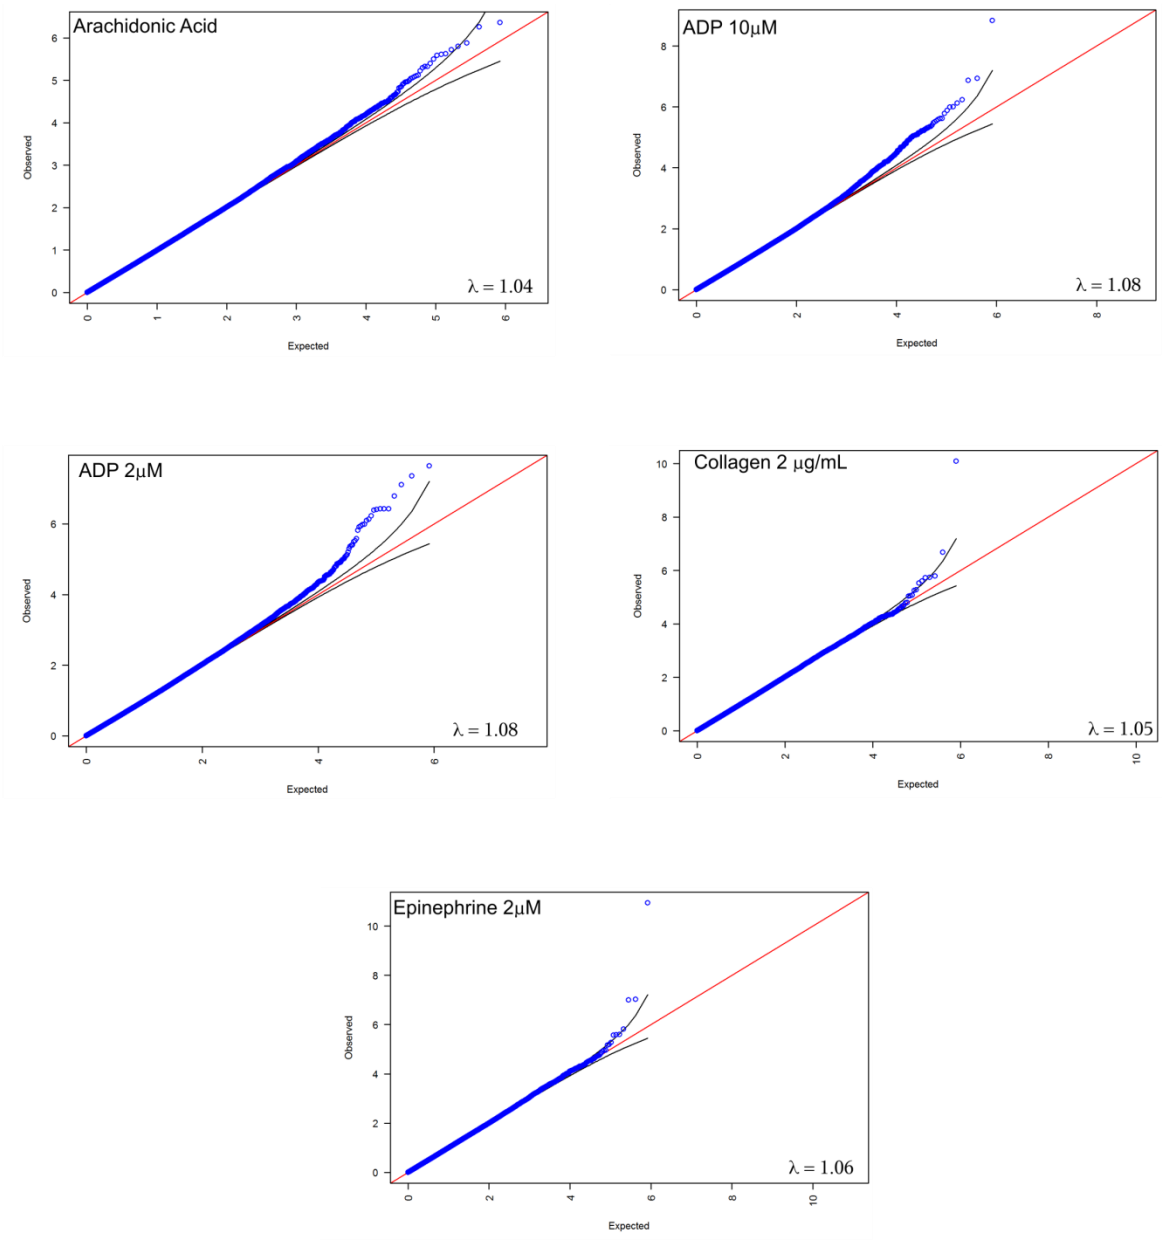 Arachidonic Acid
6
5
4
3
2
1
0
Observed
λ = 1.04
0 1 2 3 4 5 6
Expected
ADP 10μM
8
6
4
2
0
Observed
λ = 1.08
0 2 4 6 8
Expected
ADP 2μM
6
4
2
0
Observed
λ = 1.08
0 2 4 6
Expected
Collagen 2 μg/mL
10
8
6
4
2
0
Observed
λ = 1.05
0 2 4 6 8 10
Expected
Epinephrine 2μM
10
8
6
4
2
0
Observed
λ = 1.06
0 2 4 6 8 10
Expected